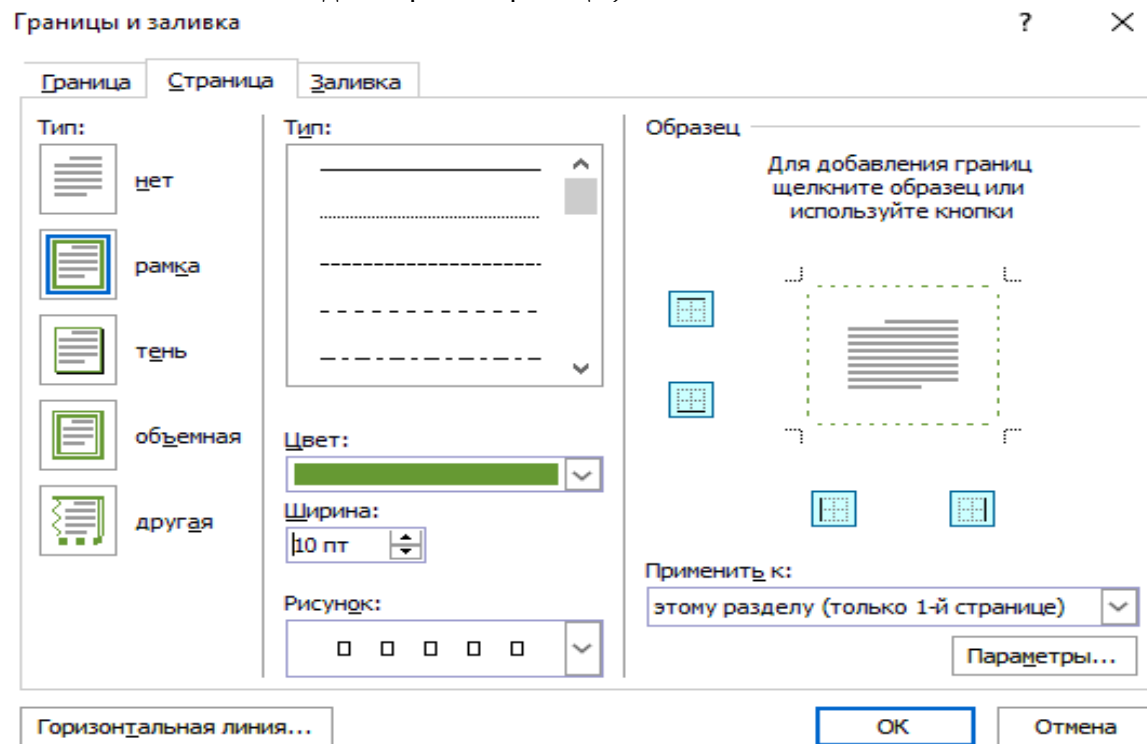 Границы и заливка
?
Граница
Страница
Заливка
Тип:
нет
рамка
тень
объемная
другая
Тип:
Цвет:
Ширина:
10 пт
Рисунок:
Образец
Для добавления границ
щелкните образец или
используйте кнопки
Применить к:
этому разделу (только 1-й странице)
Параметры...
Горизонтальная линия...
ОК
Отмена